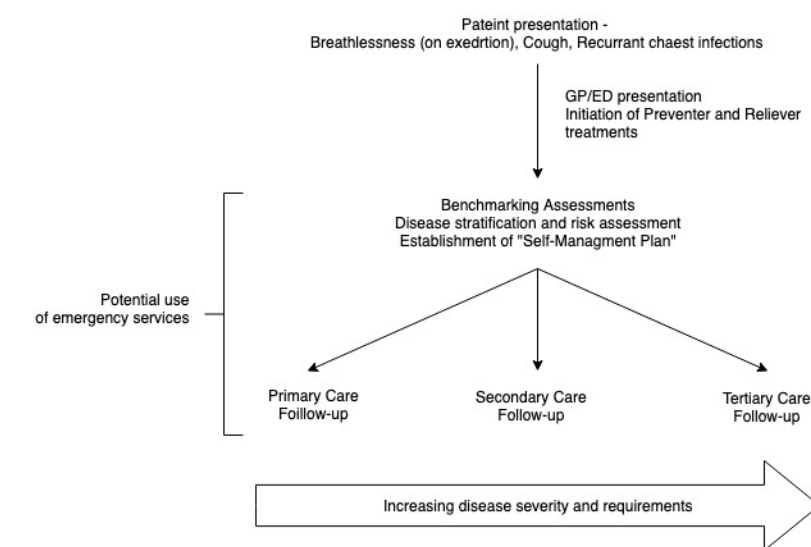 Pateint presentation -
Breathlessness (on exedrtion), Cough, Recurrant chaest infections
GP/ED presentation
Initiation of Preventer and Reliever
treatments
Benchmarking Assessments
Disease stratification and risk assessment
Establishment of "Self-Managment Plan"
Potential use
of emergency services
Primary Care
Foillow-up
Secondary Care
Follow-up
Tertiary Care
Follow-up
Increasing disease severity and requirements